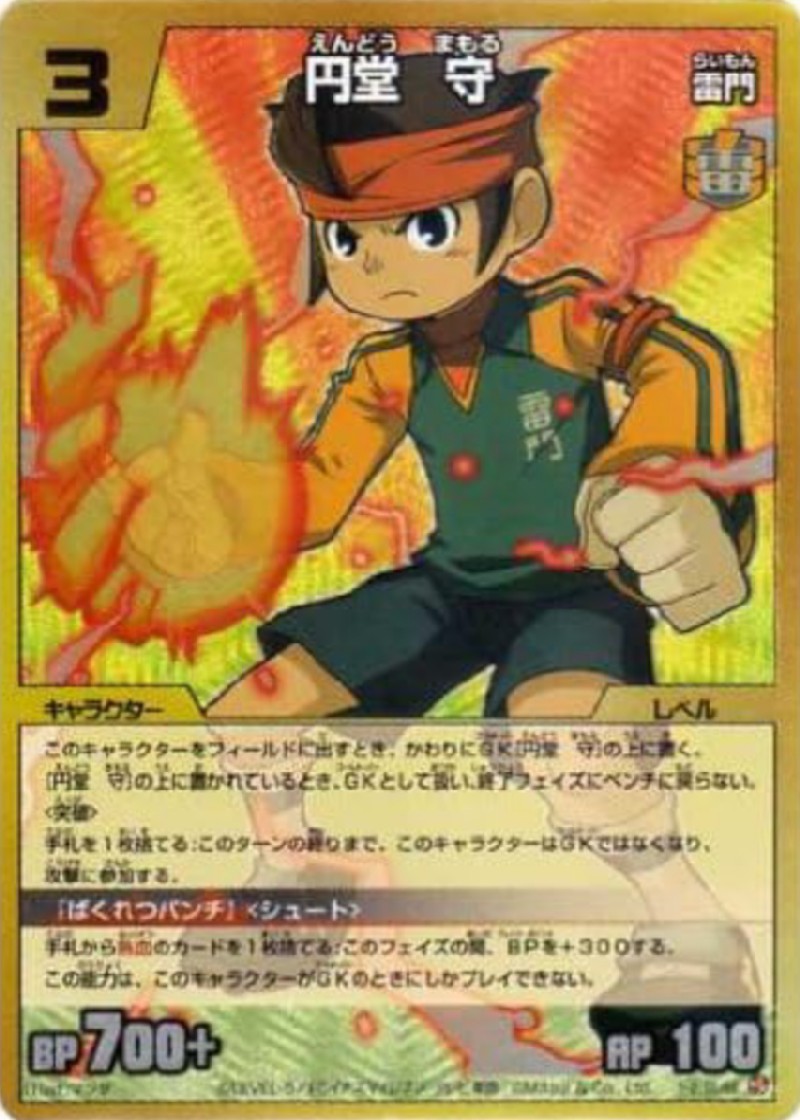 3
えんどう まもる
円堂 守
らいもん
雷門
雷
雷門
キャラクター
レベル
このキャラクターをフィールドに出すとき、かわりにGK[円堂 守]の上に置く。
[円堂 守]の上に置かれているとき、GKとして扱い、終了フェイズにベンチに戻らない。
<突破>
手札を1枚捨てる:このターンの終りまで、このキャラクターはGKではなくなり、
攻撃に参加する。
『ばくれつパンチ』<シュート>
手札から熱血のカードを1枚捨てる:このフェイズの間、BPを+300する。
この能力は、このキャラクターがGKのときにしかプレイできない。
BP 700+
AP 100
©LEVEL-5 ©Mitsui & Co., Ltd.